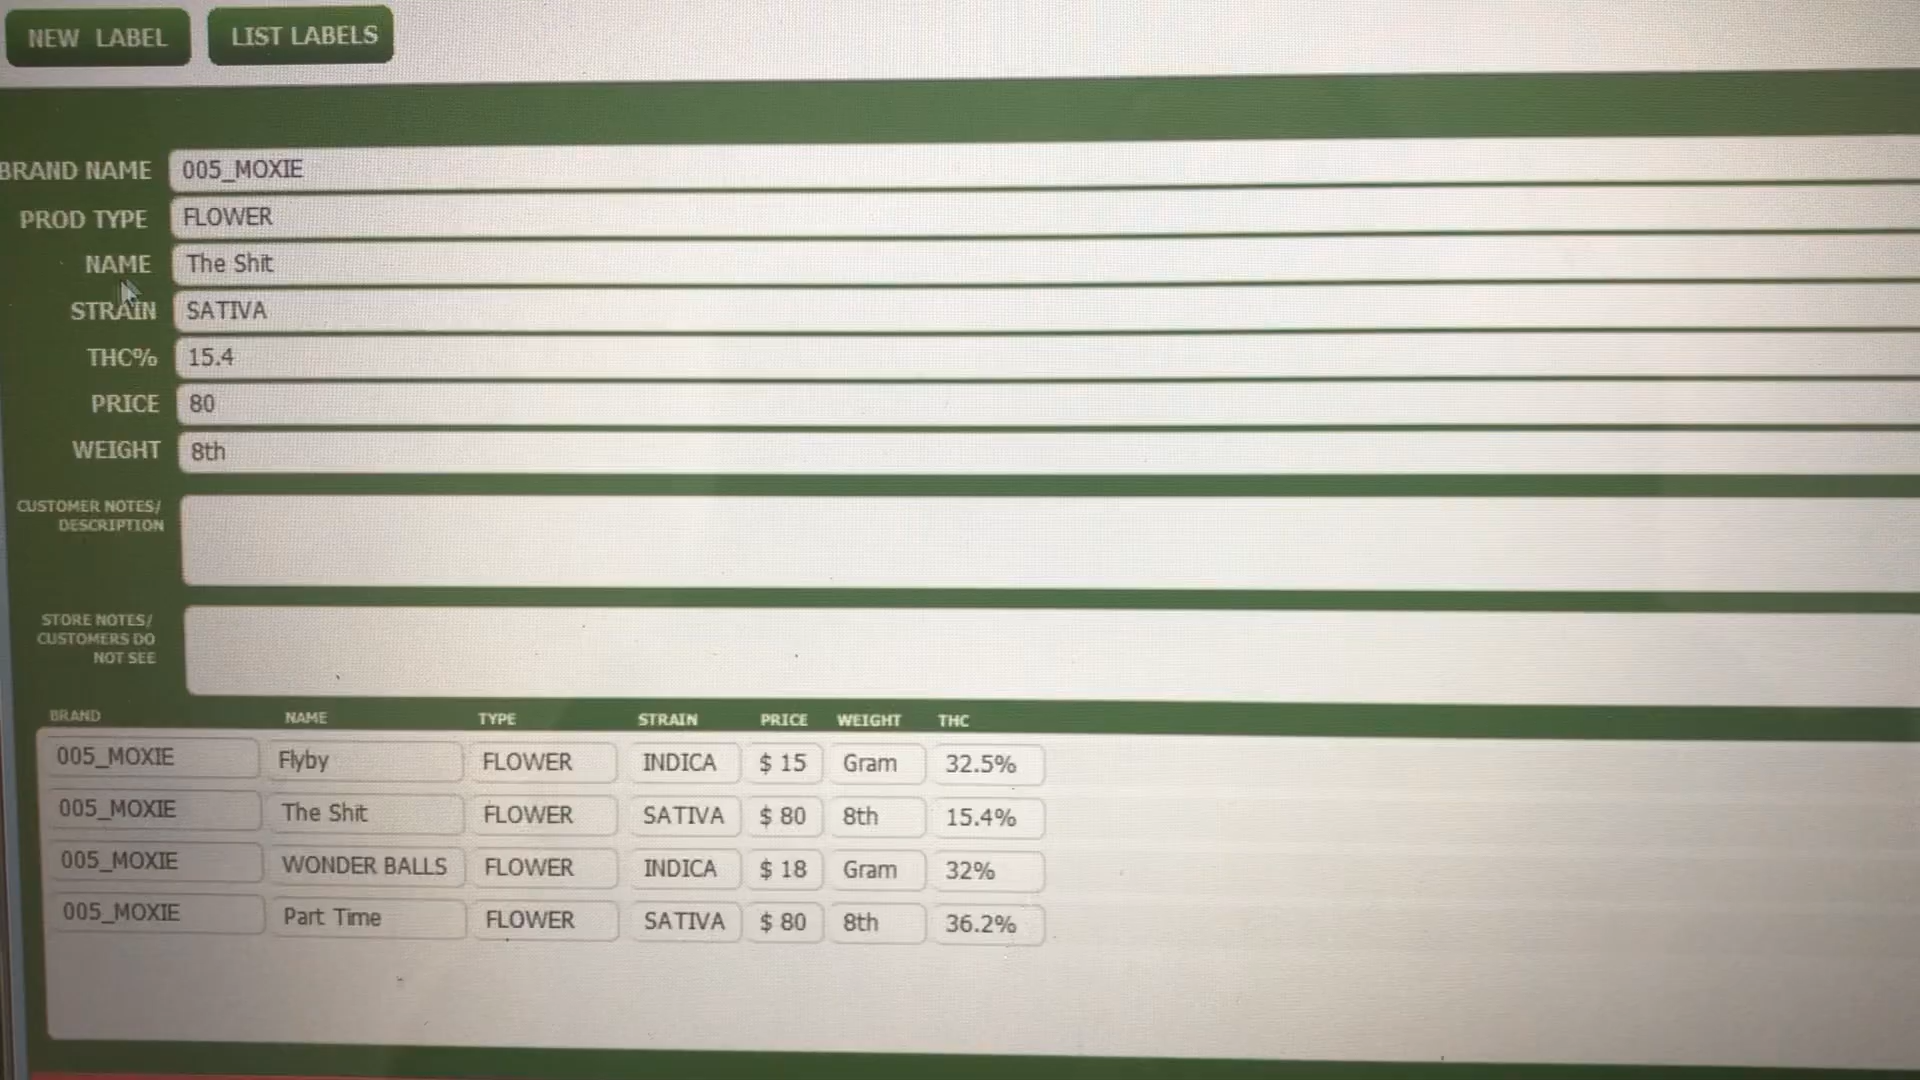 NEW LABEL LIST LABELS
BRAND NAME 005_MOXIE
PROD TYPE FLOWER
NAME The Shit
STRAIN SATIVA
THC% 15.4
PRICE 80
WEIGHT 8th
CUSTOMER NOTES/
DESCRIPTION
STORE NOTES/
CUSTOMERS DO
NOT SEE
BRAND NAME TYPE STRAIN PRICE WEIGHT THC
005_MOXIE Flyby FLOWER INDICA $ 15 Gram 32.5%
005_MOXIE The Shit FLOWER SATIVA $ 80 8th 15.4%
005_MOXIE WONDER BALLS FLOWER INDICA $ 18 Gram 32%
005_MOXIE Part Time FLOWER SATIVA $ 80 8th 36.2%